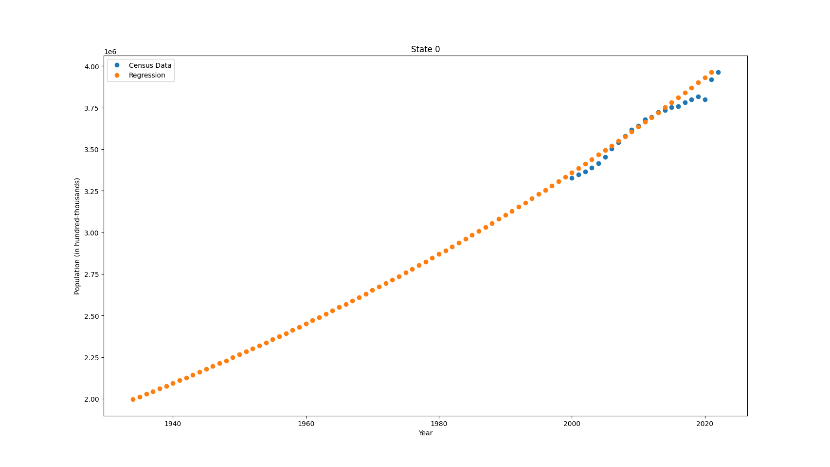 State 0
1e6
Census Data
Regression
4.00
3.75
3.50
3.25
3.00
2.75
2.50
2.25
2.00
Population (in hundred-thousands)
1940
1960
1980
2000
2020
Year